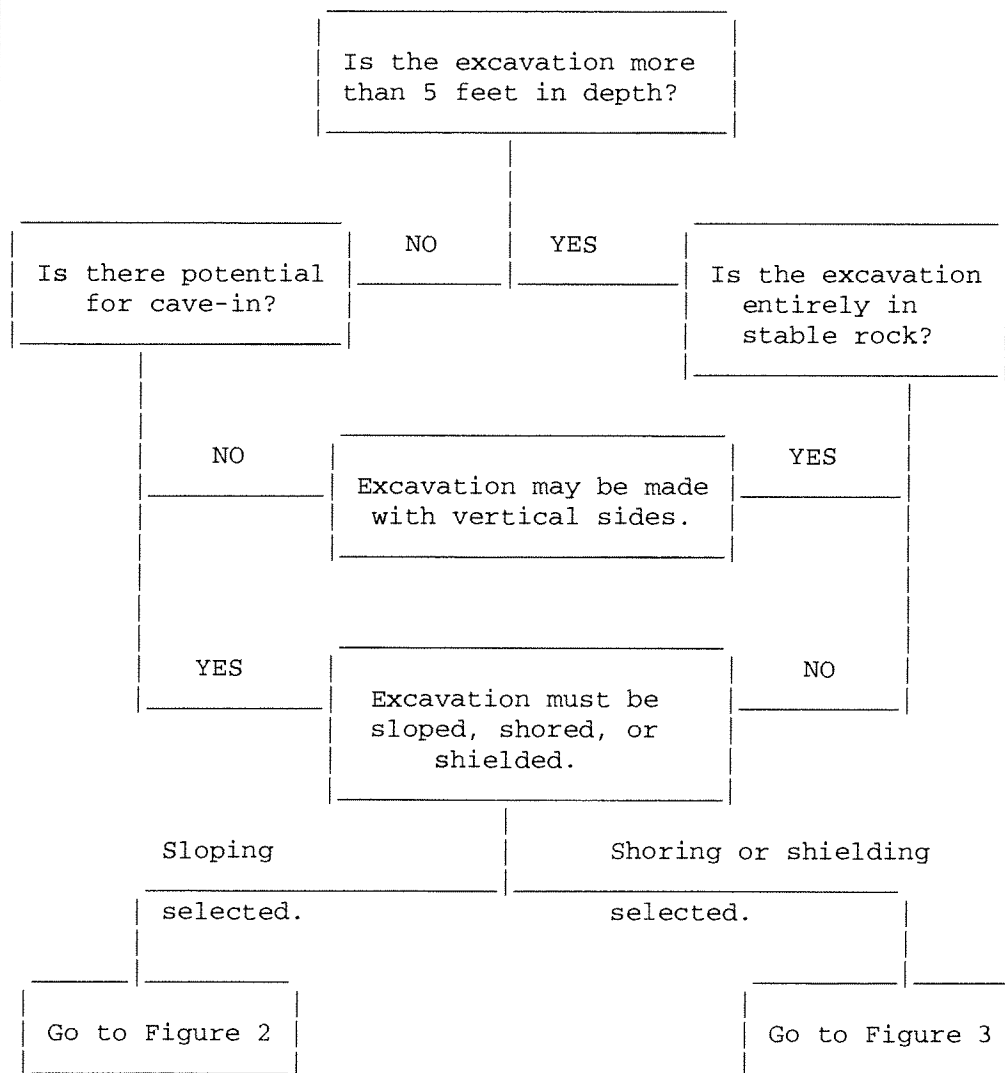 Is the excavation more
than 5 feet in depth?
NO
YES
Is there potential
for cave-in?
Is the excavation
entirely in
stable rock?
NO
Excavation may be made
with vertical sides.
YES
YES
Excavation must be
sloped, shored, or
shielded.
NO
Sloping
selected.
Shoring or shielding
selected.
Go to Figure 2
Go to Figure 3